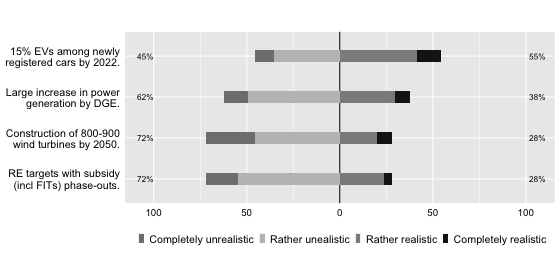 15% EVs among newly
registered cars by 2022.
45%
55%
Large increase in power
generation by DGE.
62%
38%
Construction of 800-900
wind turbines by 2050.
72%
28%
RE targets with subsidy
(incl FITs) phase-outs.
72%
28%
100 50 0 50 100
Completely unrealistic Rather unealistic Rather realistic Completely realistic